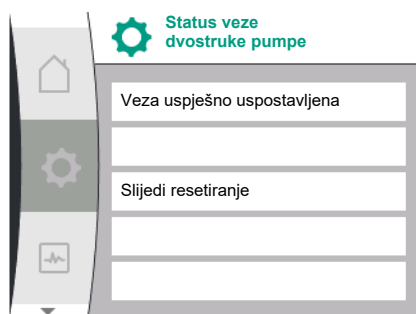 Status veze
dvostruke pumpe
Veza uspješno uspostavljena
Slijedi resetiranje